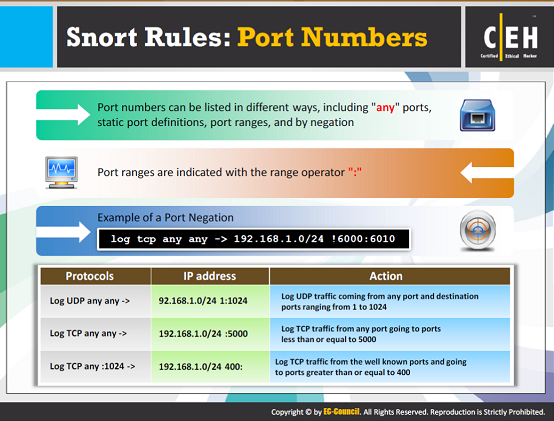 Snort Rules: Port Numbers
C|EH
Certified Ethical Hacker
Port numbers can be listed in different ways, including "any" ports,
static port definitions, port ranges, and by negation
Port ranges are indicated with the range operator ":"
Example of a Port Negation
log tcp any any -> 192.168.1.0/24 !6000:6010
Protocols IP address Action
Log UDP any any -> 92.168.1.0/24 1:1024 Log UDP traffic coming from any port and destination
ports ranging from 1 to 1024
Log TCP any any -> 192.168.1.0/24 :5000 Log TCP traffic from any port going to ports
less than or equal to 5000
Log TCP any :1024 -> 192.168.1.0/24 400: Log TCP traffic from the well known ports and going
to ports greater than or equal to 400
Copyright © by EC-Council. All Rights Reserved. Reproduction is Strictly Prohibited.